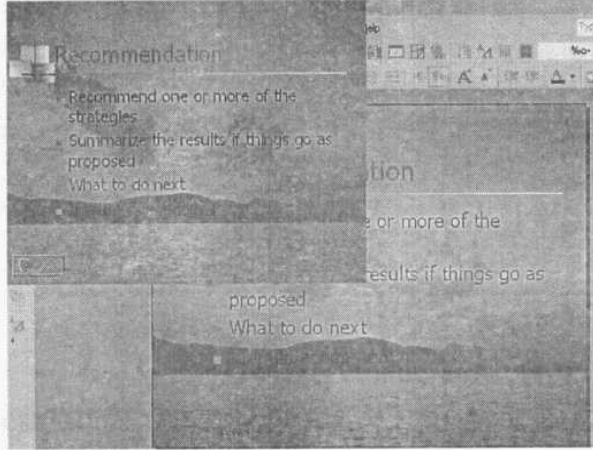 Recommendation
Recommend one or more of the
strategies
Summarize the results if things go as
proposed
What to do next
elp
%o
A A A
tion
e or more of the
results if things go as
proposed
What to do next